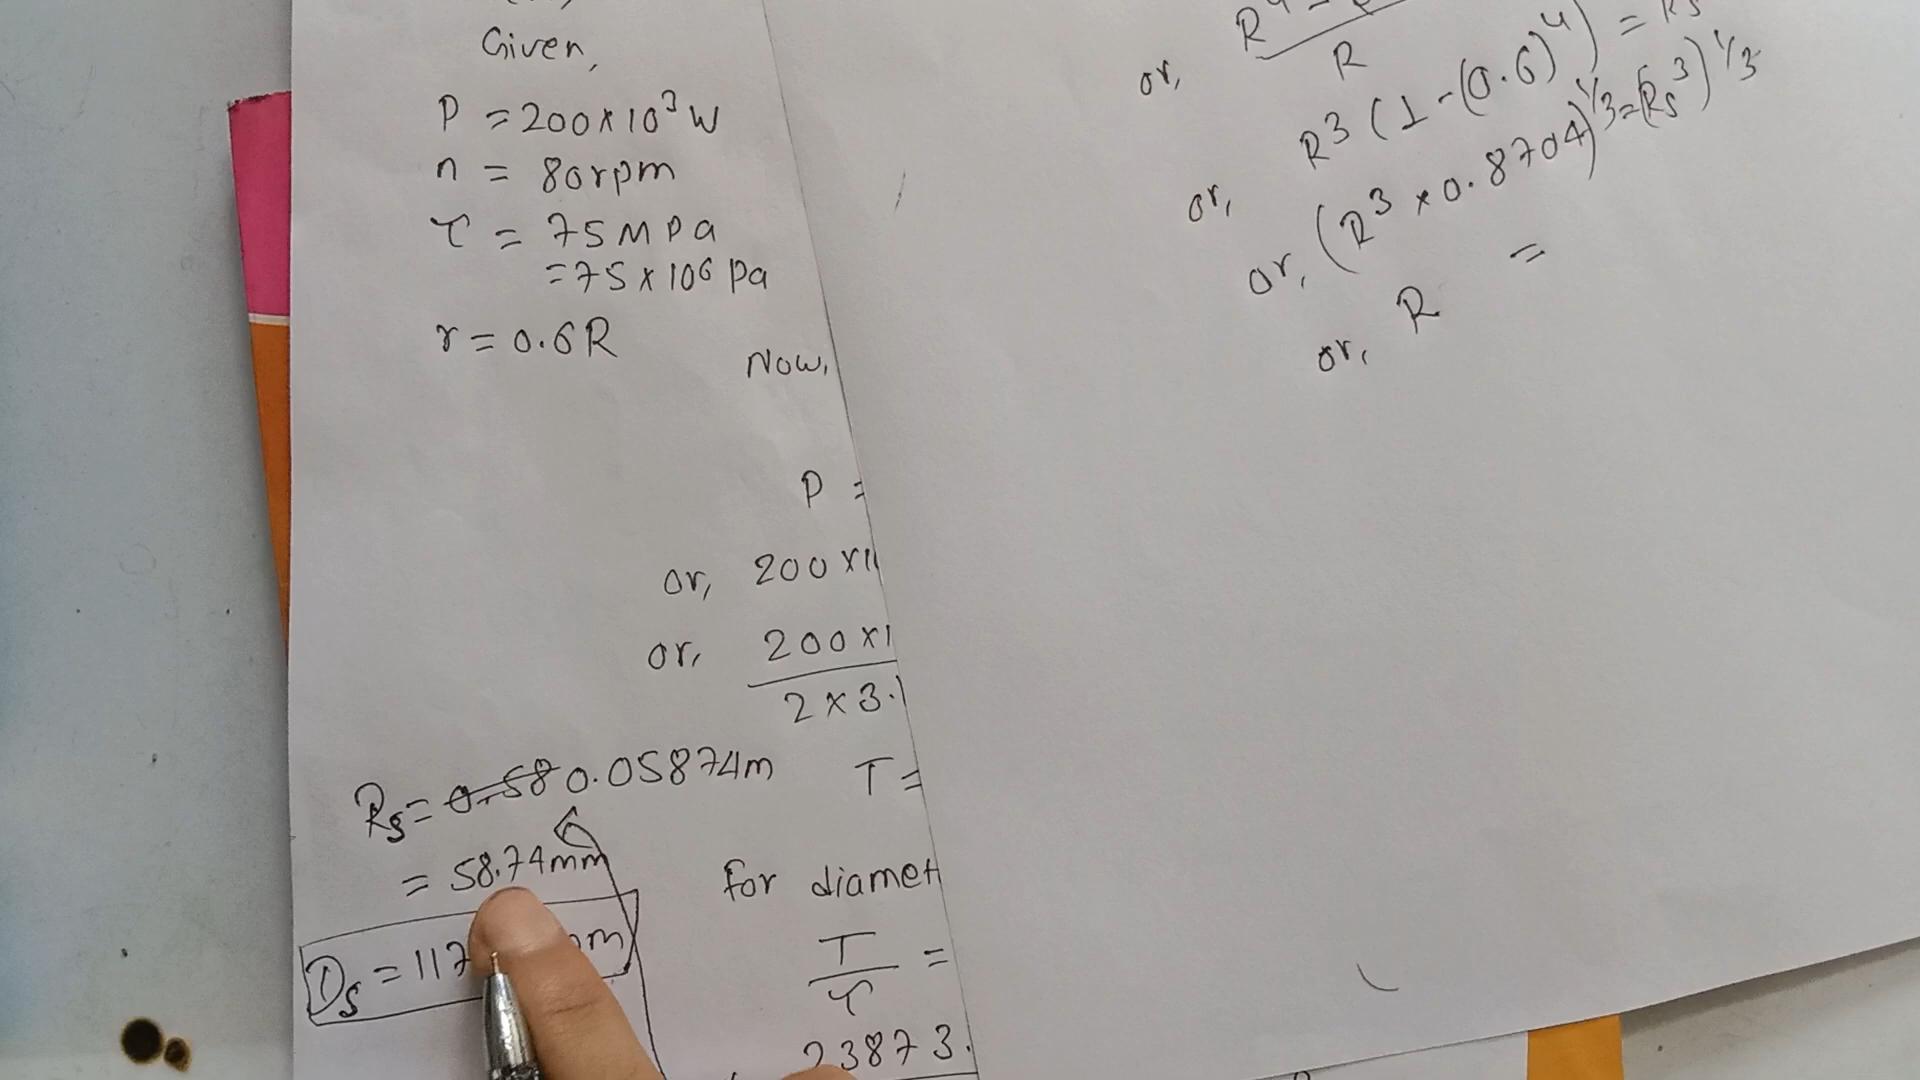 Given,
P = 200×10³ W
n = 80rpm
τ = 75MPa
= 75×10⁶ Pa
r = 0.6R
Now,
P =
or, 200×1
or, 200×1
2×3.
Rs = 0.58 0.05874m
T =
= 58.74mm
For diamet
Ds = 117
T
τ =
23873.
or, R⁴
R
= Rs
or, R³(1-(0.6)⁴)
or, (R³×0.8704)^1/3 = (Rs³)^1/3
or, R =